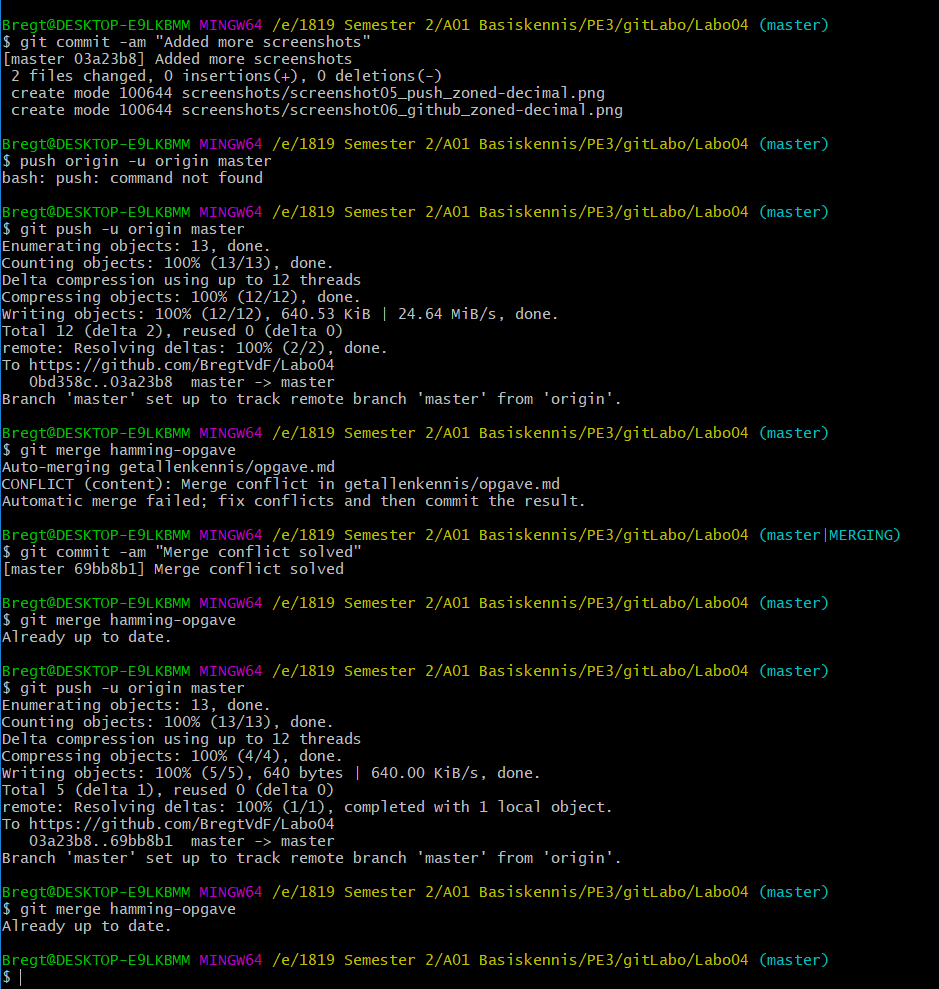 Bregt@DESKTOP-E9LKBMM MINGW64 /e/1819 Semester 2/A01 Basiskennis/PE3/gitLabo/Labo04 (master)
$ git commit -am "Added more screenshots"
[master 03a23b8] Added more screenshots
 2 files changed, 0 insertions(+), 0 deletions(-)
 create mode 100644 screenshots/screenshot05_push_zoned-decimal.png
 create mode 100644 screenshots/screenshot06_github_zoned-decimal.png

Bregt@DESKTOP-E9LKBMM MINGW64 /e/1819 Semester 2/A01 Basiskennis/PE3/gitLabo/Labo04 (master)
$ push origin -u origin master
bash: push: command not found

Bregt@DESKTOP-E9LKBMM MINGW64 /e/1819 Semester 2/A01 Basiskennis/PE3/gitLabo/Labo04 (master)
$ git push -u origin master
Enumerating objects: 13, done.
Counting objects: 100% (13/13), done.
Delta compression using up to 12 threads
Compressing objects: 100% (12/12), done.
Writing objects: 100% (12/12), 640.53 KiB | 24.64 MiB/s, done.
Total 12 (delta 2), reused 0 (delta 0)
remote: Resolving deltas: 100% (2/2), done.
To https://github.com/BregtVdF/Labo04
   0bd358c..03a23b8  master -> master
Branch 'master' set up to track remote branch 'master' from 'origin'.

Bregt@DESKTOP-E9LKBMM MINGW64 /e/1819 Semester 2/A01 Basiskennis/PE3/gitLabo/Labo04 (master)
$ git merge hamming-opgave
Auto-merging getallenkennis/opgave.md
CONFLICT (content): Merge conflict in getallenkennis/opgave.md
Automatic merge failed; fix conflicts and then commit the result.

Bregt@DESKTOP-E9LKBMM MINGW64 /e/1819 Semester 2/A01 Basiskennis/PE3/gitLabo/Labo04 (master|MERGING)
$ git commit -am "Merge conflict solved"
[master 69bb8b1] Merge conflict solved

Bregt@DESKTOP-E9LKBMM MINGW64 /e/1819 Semester 2/A01 Basiskennis/PE3/gitLabo/Labo04 (master)
$ git merge hamming-opgave
Already up to date.

Bregt@DESKTOP-E9LKBMM MINGW64 /e/1819 Semester 2/A01 Basiskennis/PE3/gitLabo/Labo04 (master)
$ git push -u origin master
Enumerating objects: 13, done.
Counting objects: 100% (13/13), done.
Delta compression using up to 12 threads
Compressing objects: 100% (4/4), done.
Writing objects: 100% (5/5), 640 bytes | 640.00 KiB/s, done.
Total 5 (delta 1), reused 0 (delta 0)
remote: Resolving deltas: 100% (1/1), completed with 1 local object.
To https://github.com/BregtVdF/Labo04
   03a23b8..69bb8b1  master -> master
Branch 'master' set up to track remote branch 'master' from 'origin'.

Bregt@DESKTOP-E9LKBMM MINGW64 /e/1819 Semester 2/A01 Basiskennis/PE3/gitLabo/Labo04 (master)
$ git merge hamming-opgave
Already up to date.

Bregt@DESKTOP-E9LKBMM MINGW64 /e/1819 Semester 2/A01 Basiskennis/PE3/gitLabo/Labo04 (master)
$